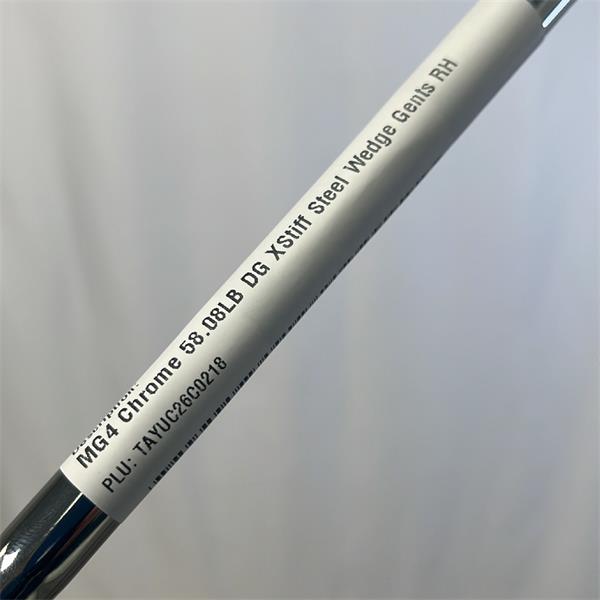 MG4 Chrome 58.08LB DG XStiff Steel Wedge Gents RH
PLU: TAYUC26C0218